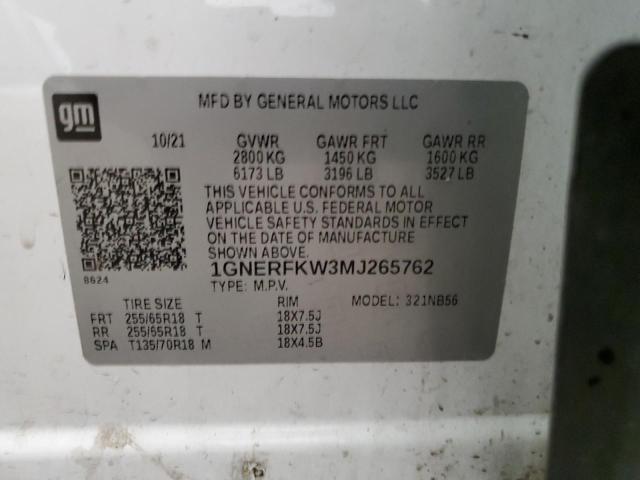 gm
MFD BY GENERAL MOTORS LLC
10/21 GVWR GAWR FRT GAWR RR
2800 KG 1450 KG 1600 KG
6173 LB 3196 LB 3527 LB
THIS VEHICLE CONFORMS TO ALL
APPLICABLE U.S. FEDERAL MOTOR
VEHICLE SAFETY STANDARDS IN EFFECT
ON THE DATE OF MANUFACTURE
SHOWN ABOVE.
8624 1GNERFKW3MJ265762
TYPE: M.P.V. MODEL: 321NB56
TIRE SIZE RIM
FRT 255/65R18 T 18X7.5J
RR 255/65R18 T 18X7.5J
SPA T135/70R18 M 18X4.5B